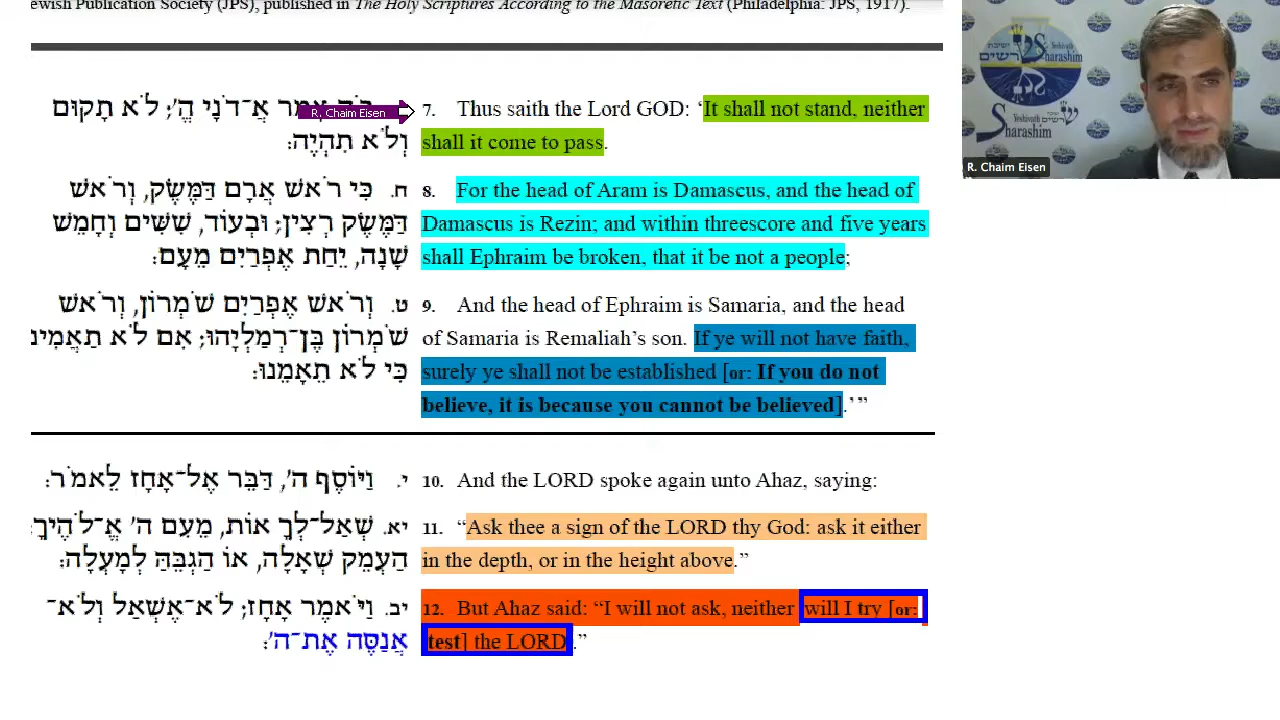 ewish Publication Society (JPS), published in The Holy Scriptures According to the Masoretic Text (Philadelphia: JPS, 1917).
אֲ־דֹנָי הֱ'; לֹא תָקוּם
וְלֹא תִהְיֶה:
R. Chaim Eisen
7. Thus saith the Lord GOD: ‘It shall not stand, neither
shall it come to pass.
ח. כִּי רֹאשׁ אֲרָם דַּמֶּשֶׂק, וְרֹאשׁ
דַּמֶּשֶׂק רְצִין; וּבְעוֹד, שִׁשִּׁים וְחָמֵשׁ
שָׁנָה, יֵחַת אֶפְרַיִם מֵעָם:
8. For the head of Aram is Damascus, and the head of
Damascus is Rezin; and within threescore and five years
shall Ephraim be broken, that it be not a people;
ט. וְרֹאשׁ אֶפְרַיִם שֹׁמְרוֹן, וְרֹאשׁ
שֹׁמְרוֹן בֶּן־רְמַלְיָהוּ; אִם לֹא תַאֲמִינ
כִּי לֹא תֵאָמֵנוּ:
9. And the head of Ephraim is Samaria, and the head
of Samaria is Remaliah’s son. If ye will not have faith,
surely ye shall not be established [or: If you do not
believe, it is because you cannot be believed].’”
י. וַיּוֹסֶף ה', דַּבֵּר אֶל־אָחָז לֵאמֹר:
10. And the LORD spoke again unto Ahaz, saying:
יא. שְׁאַל־לְךָ אוֹת, מֵעִם ה' אֱ־לֹהֶיךָ;
הַעְמֵק שְׁאָלָה, אוֹ הַגְבֵּהַּ לְמָעְלָה:
11. “Ask thee a sign of the LORD thy God: ask it either
in the depth, or in the height above.”
יב. וַיֹּאמֶר אָחָז; לֹא־אֶשְׁאַל וְלֹא־
אֲנַסֶּה אֶת־ה':
12. But Ahaz said: “I will not ask, neither will I try [or:
test] the LORD.”
ישיבת שרשים
Yeshivath
Sharashim
Sharashim
R. Chaim Eisen